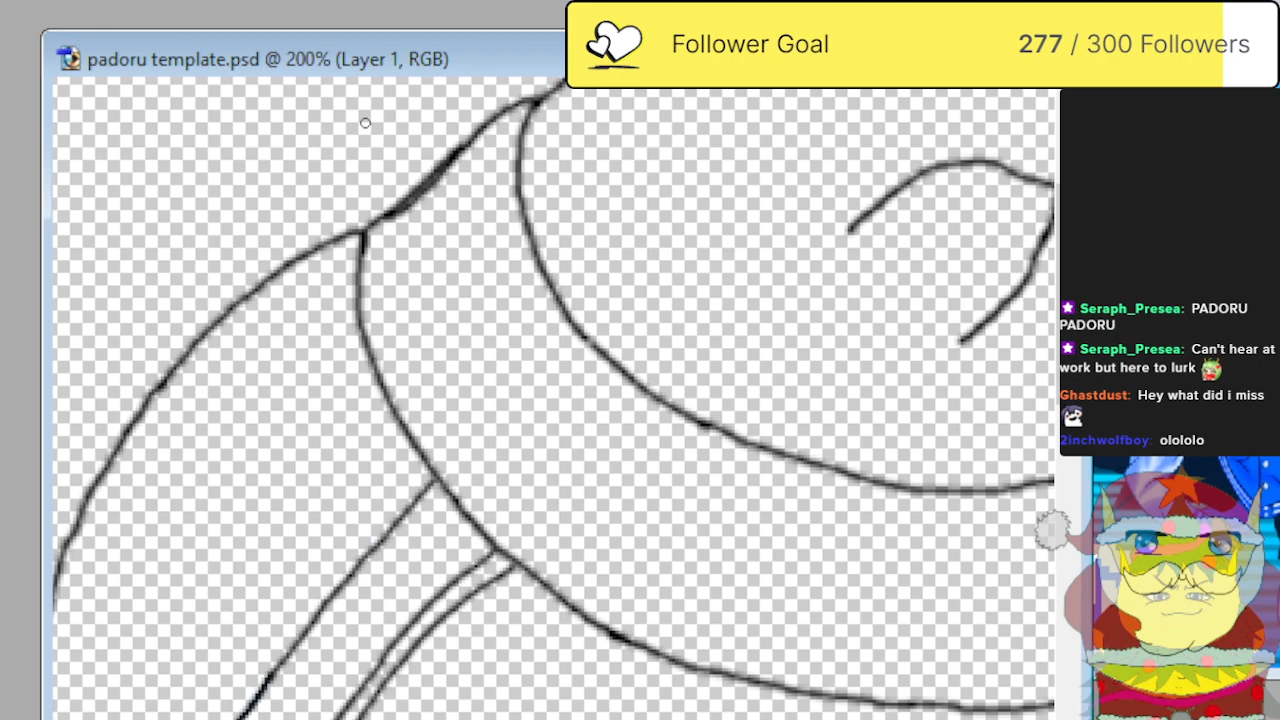 Follower Goal 277 / 300 Followers
padoru template.psd @ 200% (Layer 1, RGB)
Seraph_Presea: PADORU
PADORU
Seraph_Presea: Can't hear at
work but here to lurk
Ghastdust: Hey what did i miss
2inchwolfboy: olololo